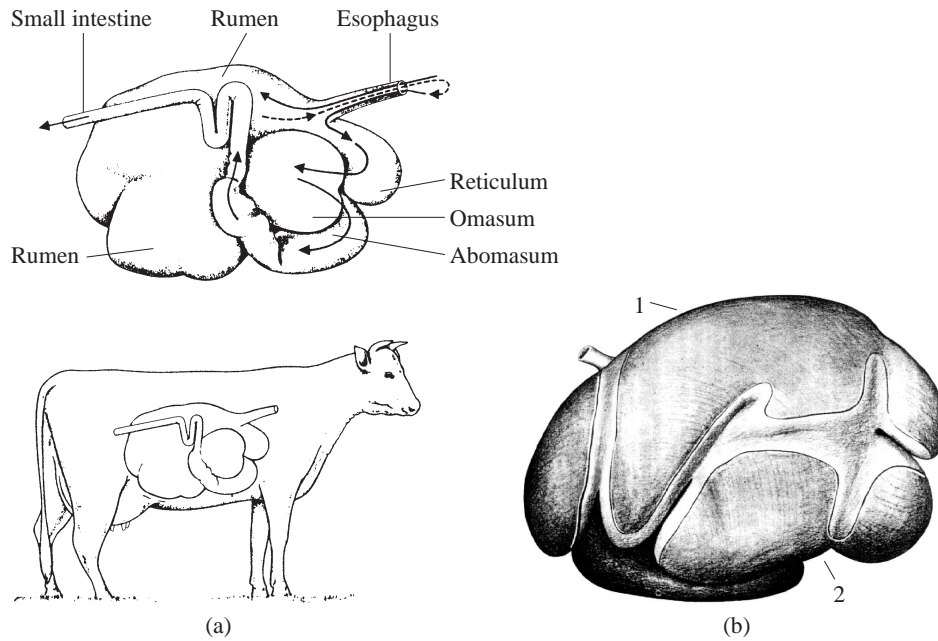 Small intestine Rumen Esophagus
Reticulum
Omasum
Rumen Abomasum
1
2
(a) (b)